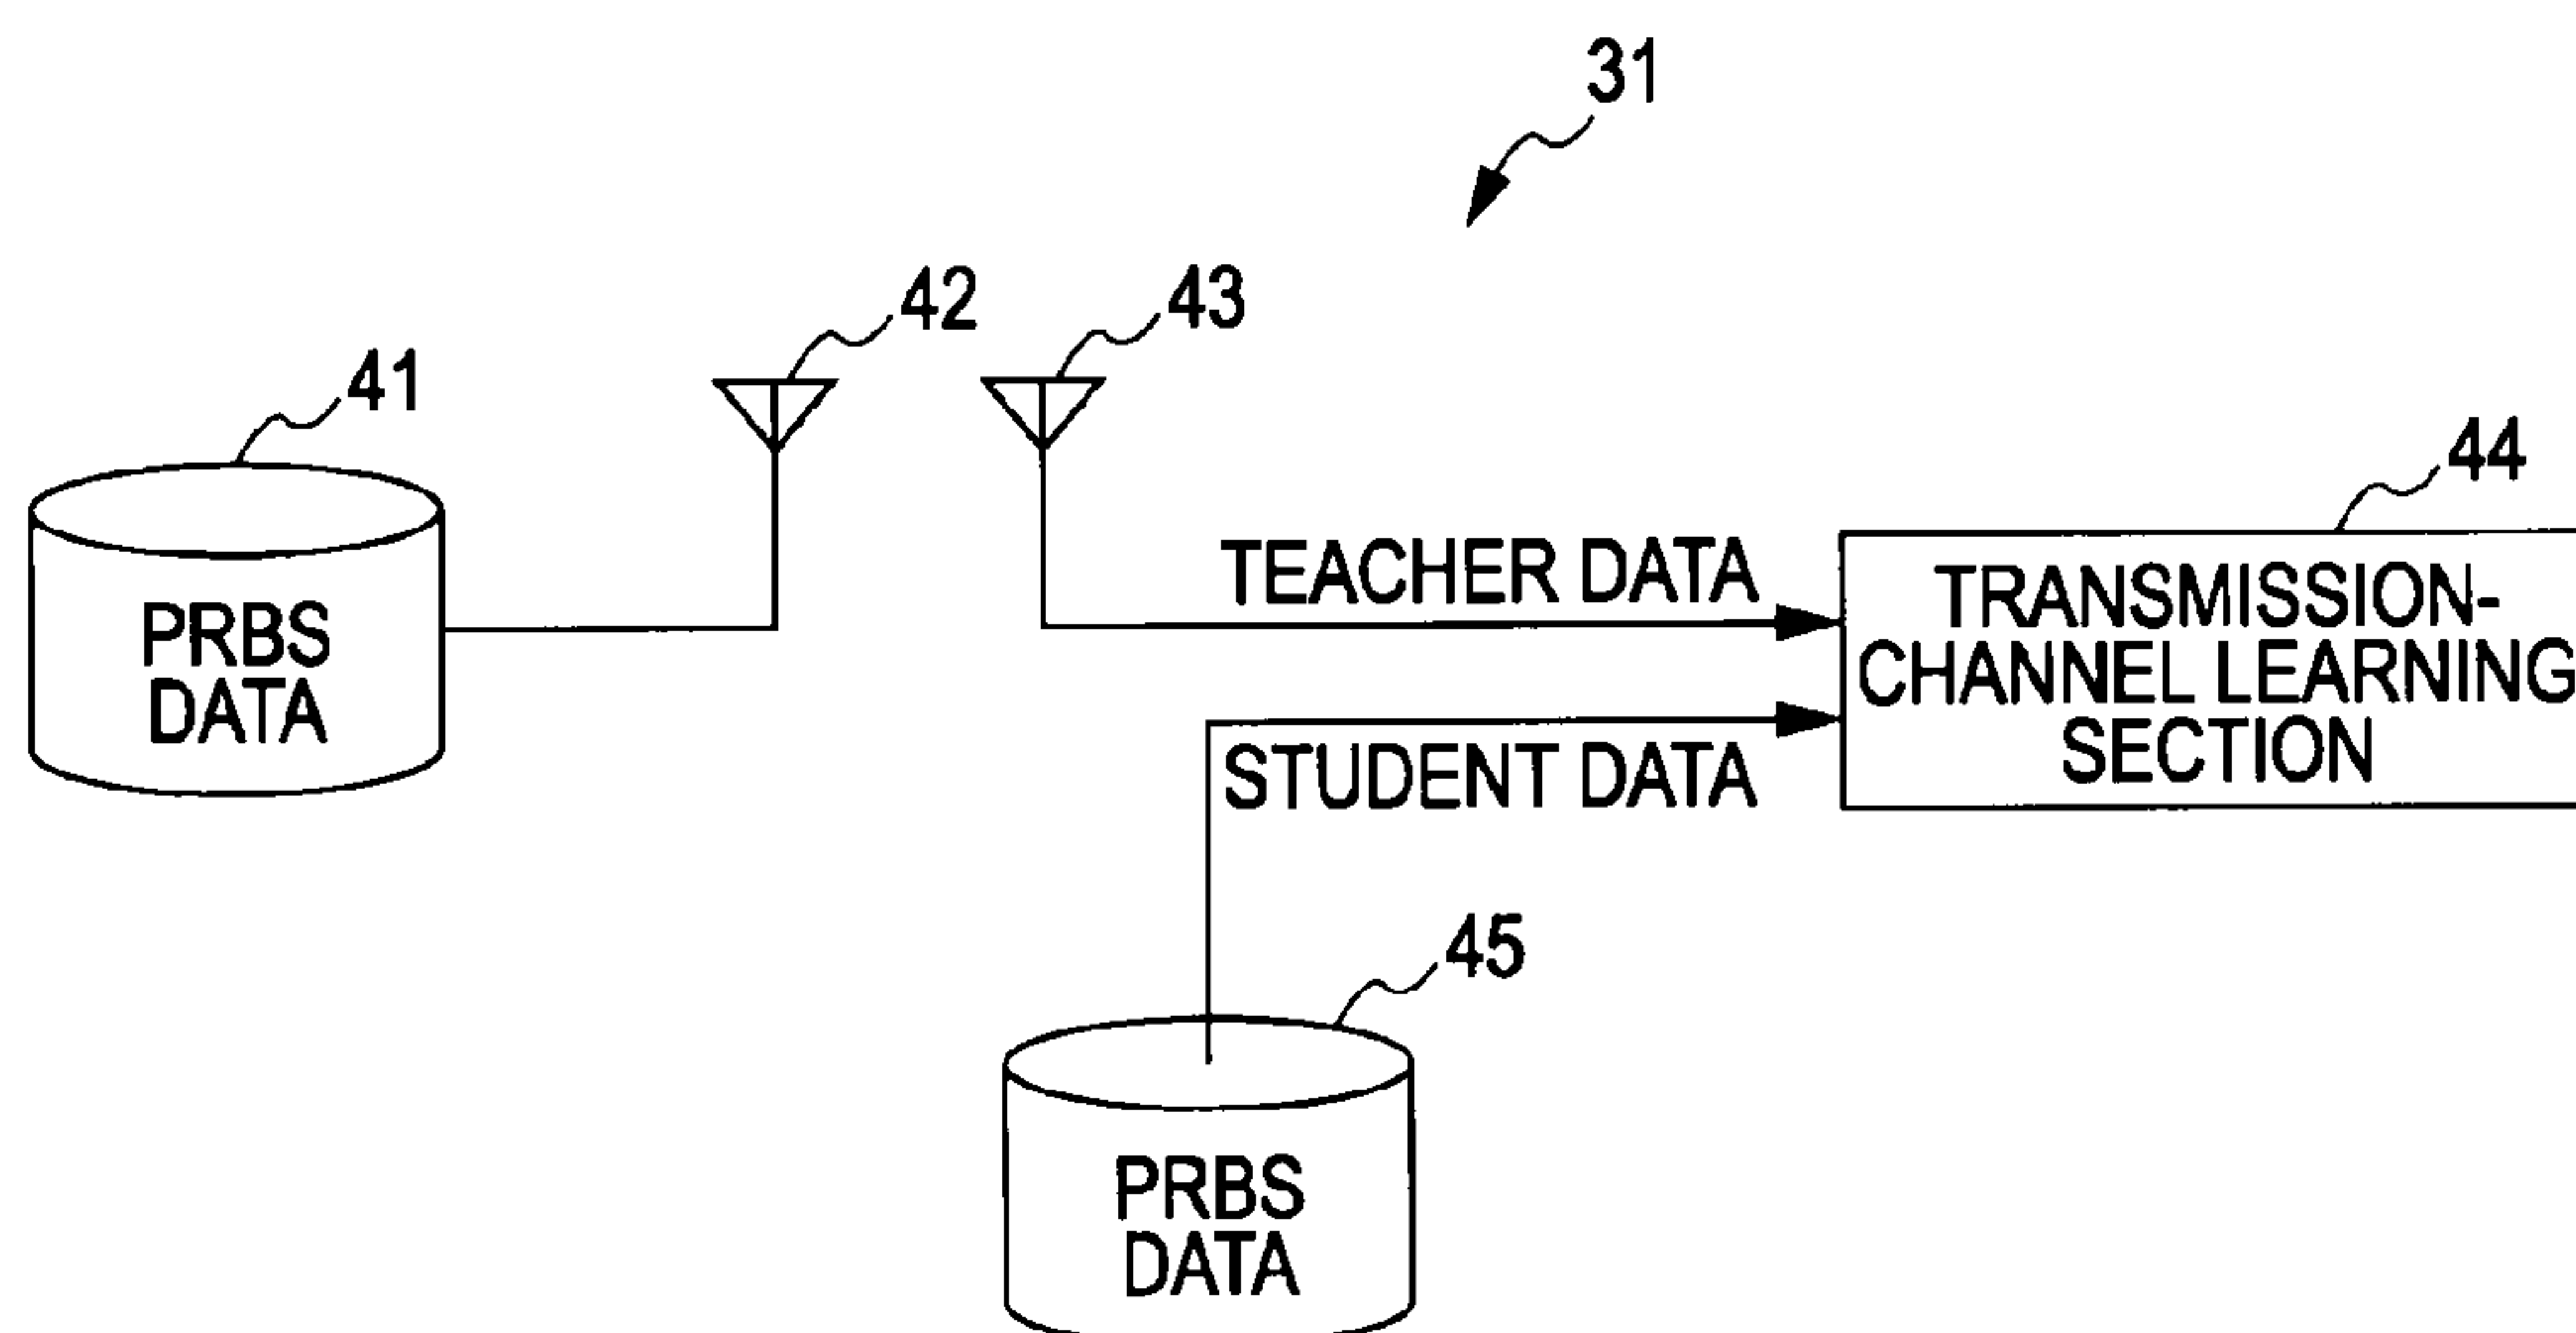 31
42
43
41
44
TEACHER DATA
TRANSMISSION-
CHANNEL LEARNING
SECTION
PRBS
DATA
STUDENT DATA
45
PRBS
DATA